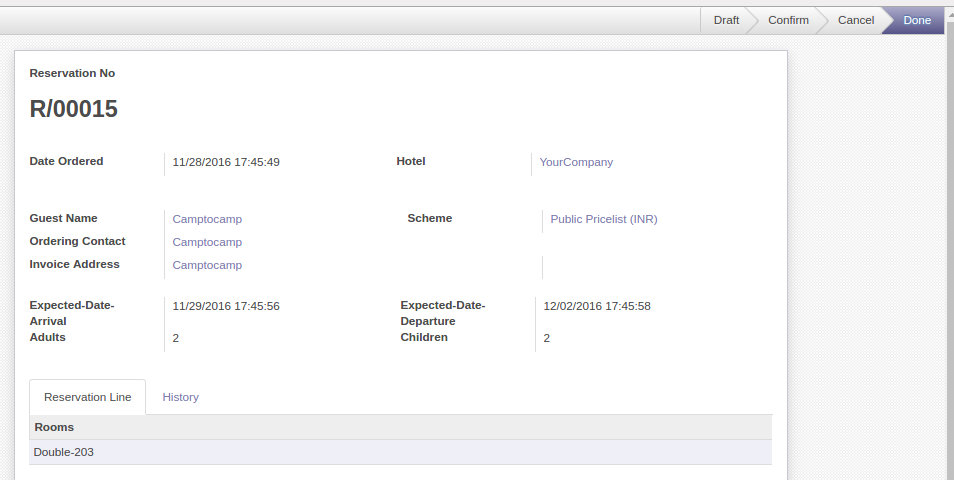 Draft Confirm Cancel Done
Reservation No
R/00015
Date Ordered 11/28/2016 17:45:49 Hotel YourCompany
Guest Name Camptocamp Scheme Public Pricelist (INR)
Ordering Contact Camptocamp
Invoice Address Camptocamp
Expected-Date- 11/29/2016 17:45:56 Expected-Date- 12/02/2016 17:45:58
Arrival Departure
Adults 2 Children 2
Reservation Line History
Rooms
Double-203